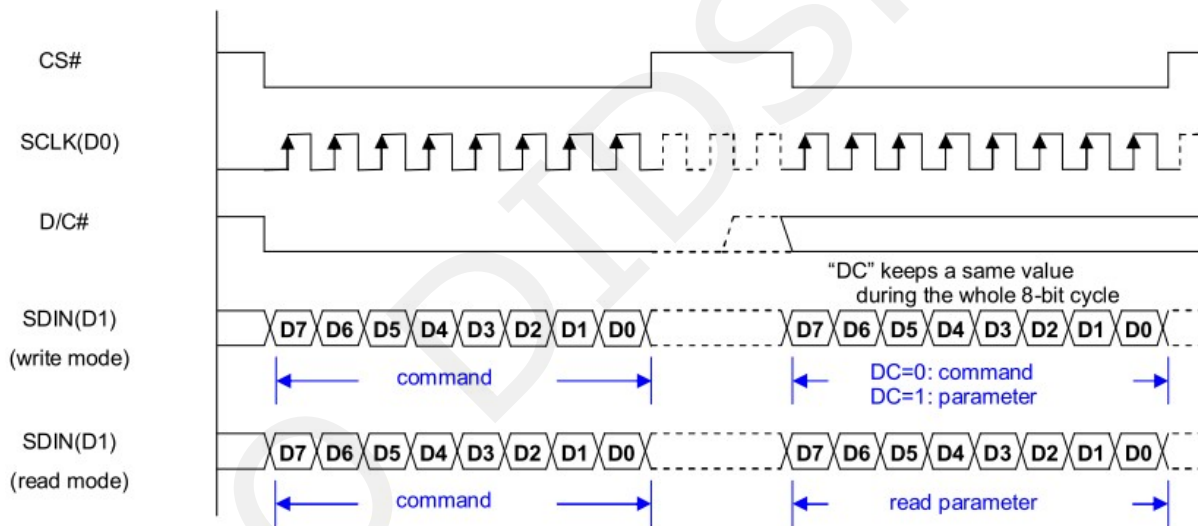 CS#
SCLK(D0)
D/C#
“DC” keeps a same value
during the whole 8-bit cycle
SDIN(D1)
(write mode)
D7 D6 D5 D4 D3 D2 D1 D0 D7 D6 D5 D4 D3 D2 D1 D0
command
DC=0: command
DC=1: parameter
SDIN(D1)
(read mode)
D7 D6 D5 D4 D3 D2 D1 D0 D7 D6 D5 D4 D3 D2 D1 D0
command
read parameter